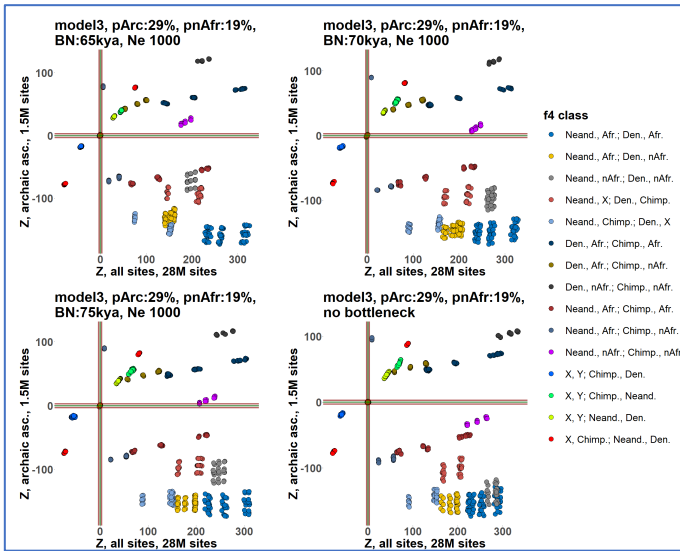 model3, pArc:29%, pnAfr:19%,
BN:65kya, Ne 1000
Z, archaic asc., 1.5M sites
100
0
-100
0
100
200
300
Z, all sites, 28M sites
model3, pArc:29%, pnAfr:19%,
BN:70kya, Ne 1000
Z, archaic asc., 1.5M sites
100
0
-100
0
100
200
300
Z, all sites, 28M sites
model3, pArc:29%, pnAfr:19%,
BN:75kya, Ne 1000
Z, archaic asc., 1.5M sites
100
0
-100
0
100
200
300
Z, all sites, 28M sites
model3, pArc:29%, pnAfr:19%,
no bottleneck
Z, archaic asc., 1.5M sites
100
0
-100
0
100
200
300
Z, all sites, 28M sites
f4 class
Neand., Afr.; Den., Afr.
Neand., Afr.; Den., nAfr.
Neand., nAfr.; Den., nAfr.
Neand., X; Den., Chimp.
Neand., Chimp.; Den., X
Den., Afr.; Chimp., Afr.
Den., Afr.; Chimp., nAfr.
Den., nAfr.; Chimp., nAfr.
Neand., Afr.; Chimp., Afr.
Neand., Afr.; Chimp., nAfr.
Neand., nAfr.; Chimp., nAfr.
X, Y; Chimp., Den.
X, Y; Chimp., Neand.
X, Y; Neand., Den.
X, Chimp.; Neand., Den.